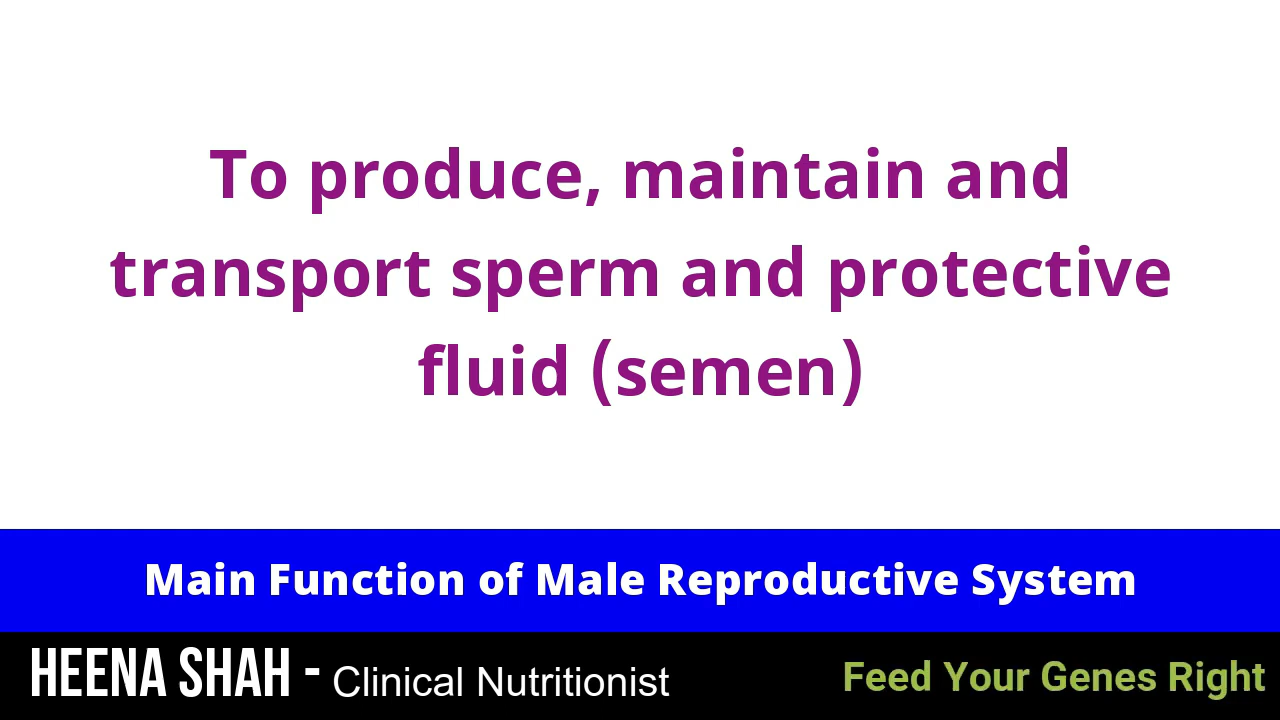 To produce, maintain and
transport sperm and protective
fluid (semen)
Main Function of Male Reproductive System
HEENA SHAH - Clinical Nutritionist
Feed Your Genes Right